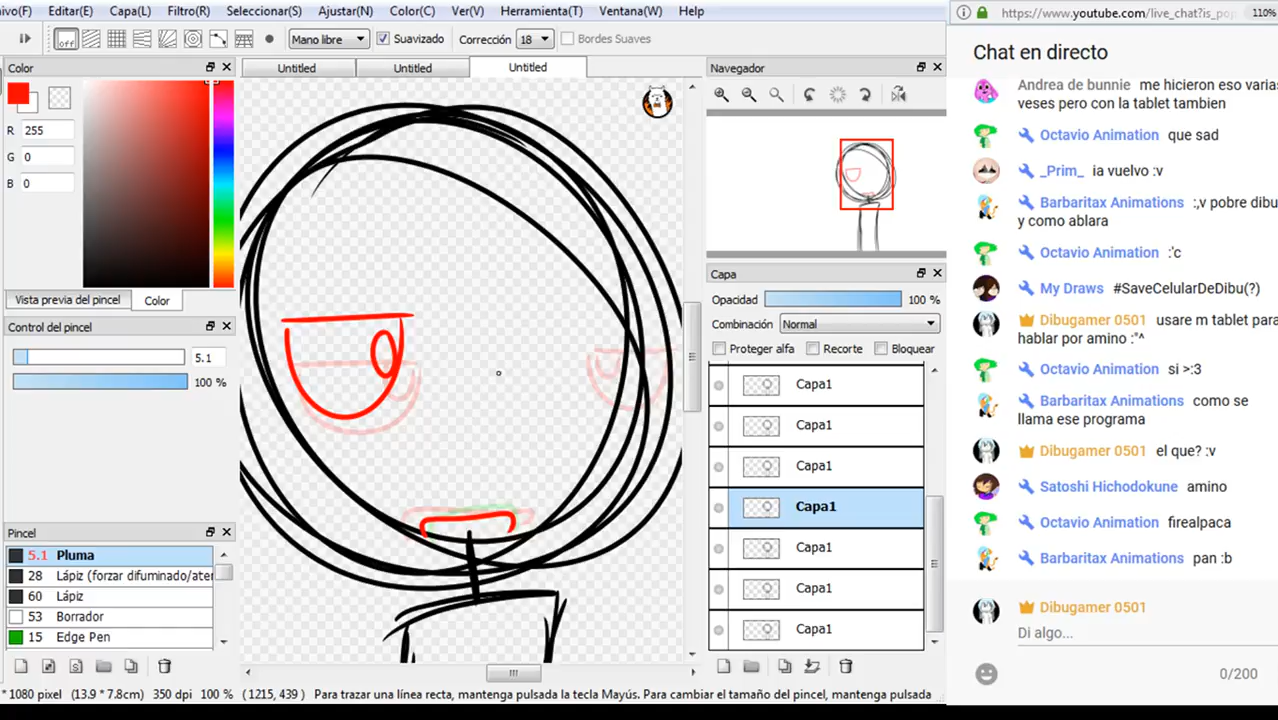 ivo(F) Editar(E) Capa(L) Filtro(R) Seleccionar(S) Ajustar(N) Color(C) Ver(V) Herramienta(T) Ventana(W) Help
off Mano libre Suavizado Corrección 18 Bordes Suaves
Color
R 255
G 0
B 0
Vista previa del pincel Color
Control del pincel
5.1
100 %
Pincel
5.1 Pluma
28 Lápiz (forzar difuminado/ater
60 Lápiz
53 Borrador
15 Edge Pen
Untitled Untitled Untitled
Navegador
Capa
Opacidad 100 %
Combinación Normal
Proteger alfa Recorte Bloquear
Capa1
Capa1
Capa1
Capa1
Capa1
Capa1
Capa1
* 1080 pixel (13.9 * 7.8cm) 350 dpi 100 % (1215, 439) Para trazar una línea recta, mantenga pulsada la tecla Mayús. Para cambiar el tamaño del pincel, mantenga pulsada
https://www.youtube.com/live_chat?is_pop 110%
Chat en directo
Andrea de bunnie me hicieron eso varia
veses pero con la tablet tambien
Octavio Animation que sad
_Prim_ ia vuelvo :v
Barbaritax Animations :,v pobre dibu
y como ablara
Octavio Animation :'c
My Draws #SaveCelularDeDibu(?)
Dibugamer 0501 usare m tablet para
hablar por amino :"^
Octavio Animation si >:3
Barbaritax Animations como se
llama ese programa
Dibugamer 0501 el que? :v
Satoshi Hichodokune amino
Octavio Animation firealpaca
Barbaritax Animations pan :b
Dibugamer 0501
Di algo...
0/200